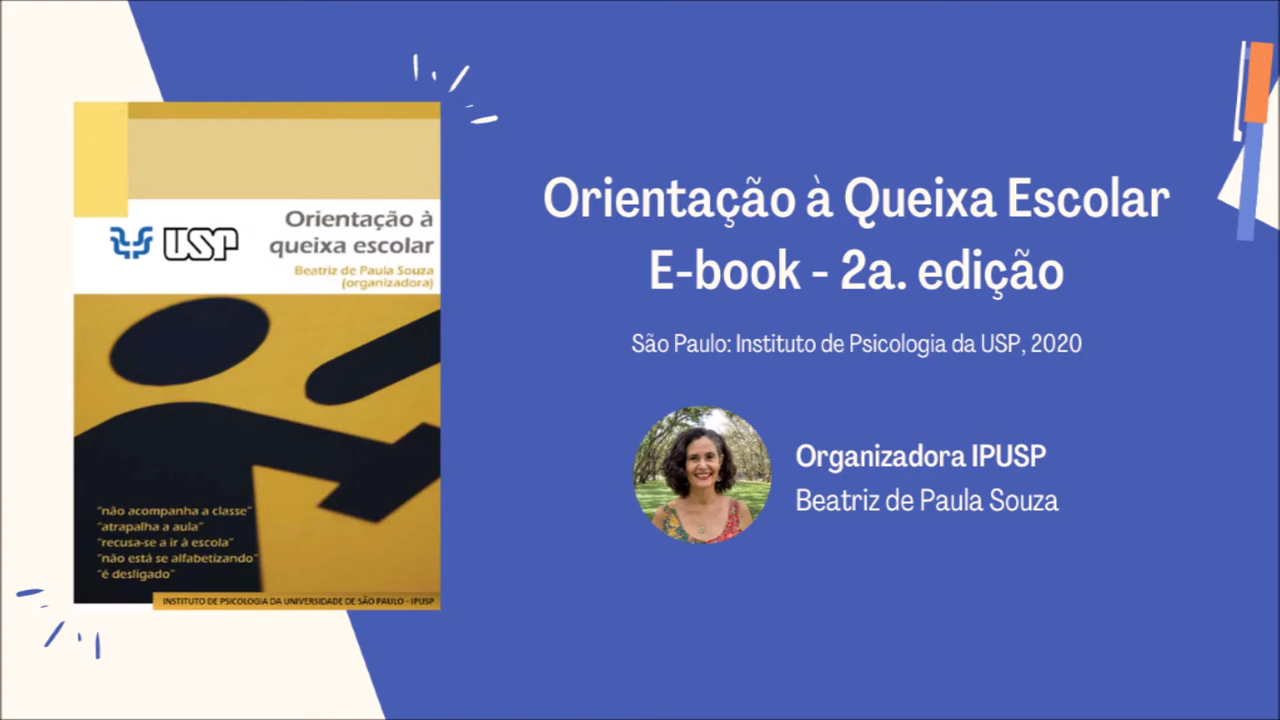 USP
Orientação à
queixa escolar
Beatriz de Paula Souza
(organizadora)
"não acompanha a classe"
"atrapalha a aula"
"recusa-se a ir à escola"
"não está se alfabetizando"
"é desligado"
INSTITUTO DE PSICOLOGIA DA UNIVERSIDADE DE SÃO PAULO - IPUSP
Orientação à Queixa Escolar
E-book - 2a. edição
São Paulo: Instituto de Psicologia da USP, 2020
Organizadora IPUSP
Beatriz de Paula Souza